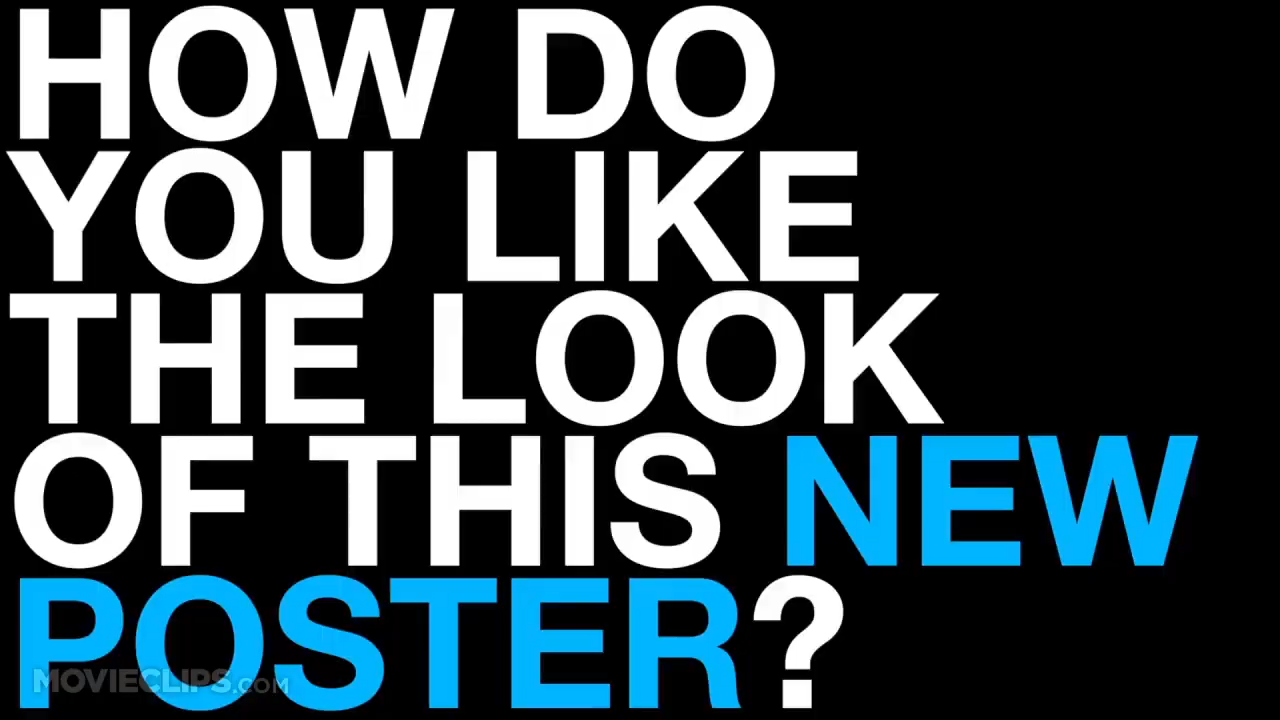 HOW DO
YOU LIKE
THE LOOK
OF THIS NEW
POSTER?
MOVIECLIPS.COM